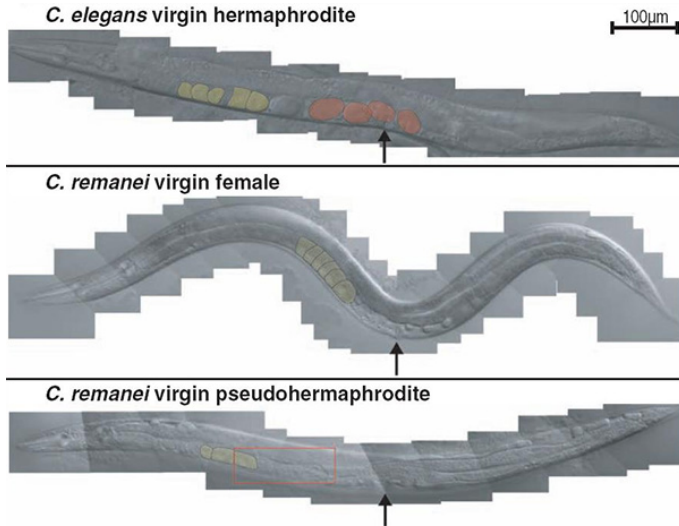 C. elegans virgin hermaphrodite
100µm
C. remanei virgin female
C. remanei virgin pseudohermaphrodite